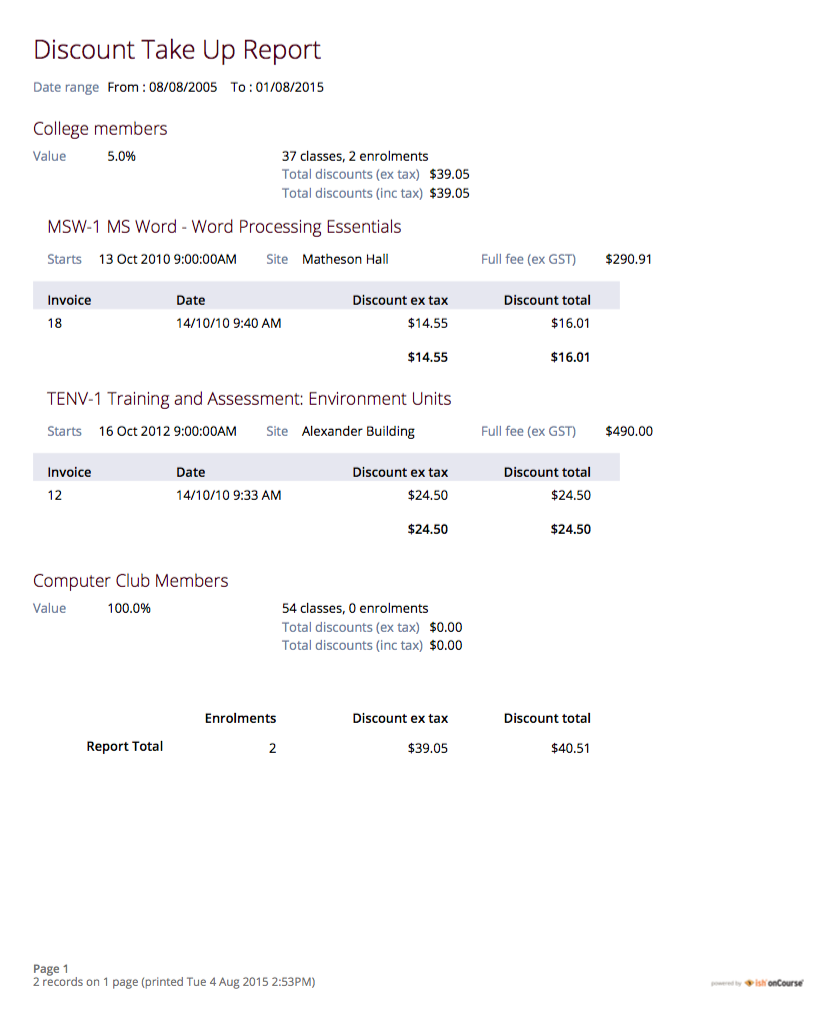 Discount Take Up Report
Date range From : 08/08/2005 To : 01/08/2015
College members
Value 5.0% 37 classes, 2 enrolments
Total discounts (ex tax) $39.05
Total discounts (inc tax) $39.05
MSW-1 MS Word - Word Processing Essentials
Starts 13 Oct 2010 9:00:00AM Site Matheson Hall Full fee (ex GST) $290.91
Invoice Date Discount ex tax Discount total
18 14/10/10 9:40 AM $14.55 $16.01
$14.55 $16.01
TENV-1 Training and Assessment: Environment Units
Starts 16 Oct 2012 9:00:00AM Site Alexander Building Full fee (ex GST) $490.00
Invoice Date Discount ex tax Discount total
12 14/10/10 9:33 AM $24.50 $24.50
$24.50 $24.50
Computer Club Members
Value 100.0% 54 classes, 0 enrolments
Total discounts (ex tax) $0.00
Total discounts (inc tax) $0.00
Enrolments Discount ex tax Discount total
Report Total 2 $39.05 $40.51
Page 1
2 records on 1 page (printed Tue 4 Aug 2015 2:53PM)
powered by ish onCourse